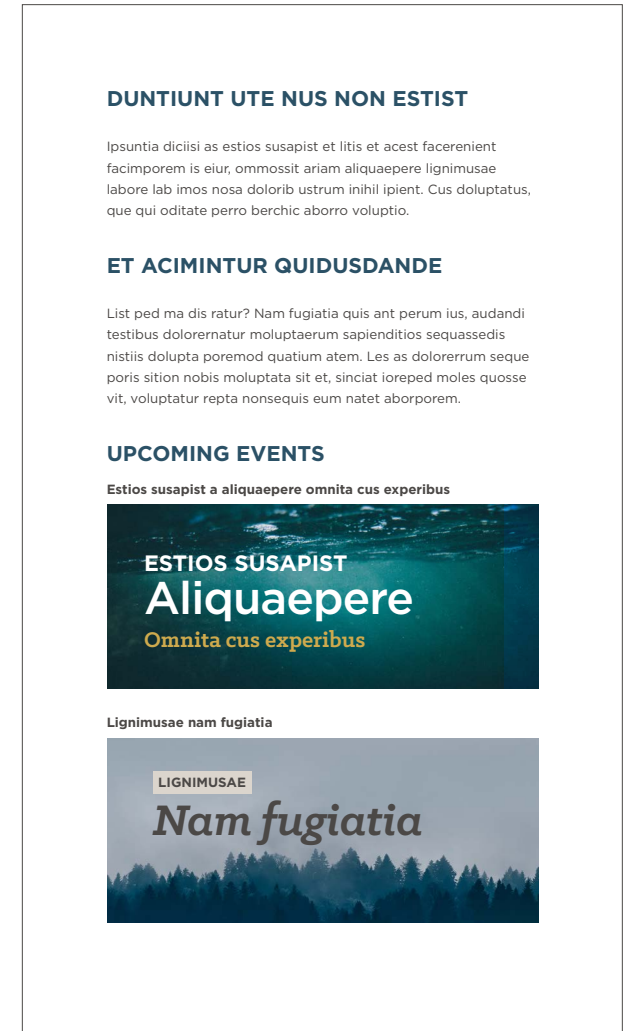 DUNTIUNT UTE NUS NON ESTIST
Ipsuntia diciisi as estios susapist et litis et acest facerenient
facimporem is eiur, ommossit ariam aliquaepere lignimusae
labore lab imos nosa dolorib ustrum inihil ipient. Cus doluptatus,
que qui oditate perro berchic aborro voluptio.
ET ACIMINTUR QUIDUSDANDE
List ped ma dis ratur? Nam fugiatia quis ant perum ius, audandi
testibus dolorernatur moluptaerum sapienditios sequassedis
nistiis dolupta poremod quatium atem. Les as dolorerrum seque
poris sition nobis moluptata sit et, sinciat ioreped moles quosse
vit, voluptatur repta nonsequis eum natet aborporem.
UPCOMING EVENTS
Estios susapist a aliquaepere omnita cus experibus
ESTIOS SUSAPIST
Aliquaepere
Omnita cus experibus
Lignimusae nam fugiatia
LIGNIMUSAE
Nam fugiatia